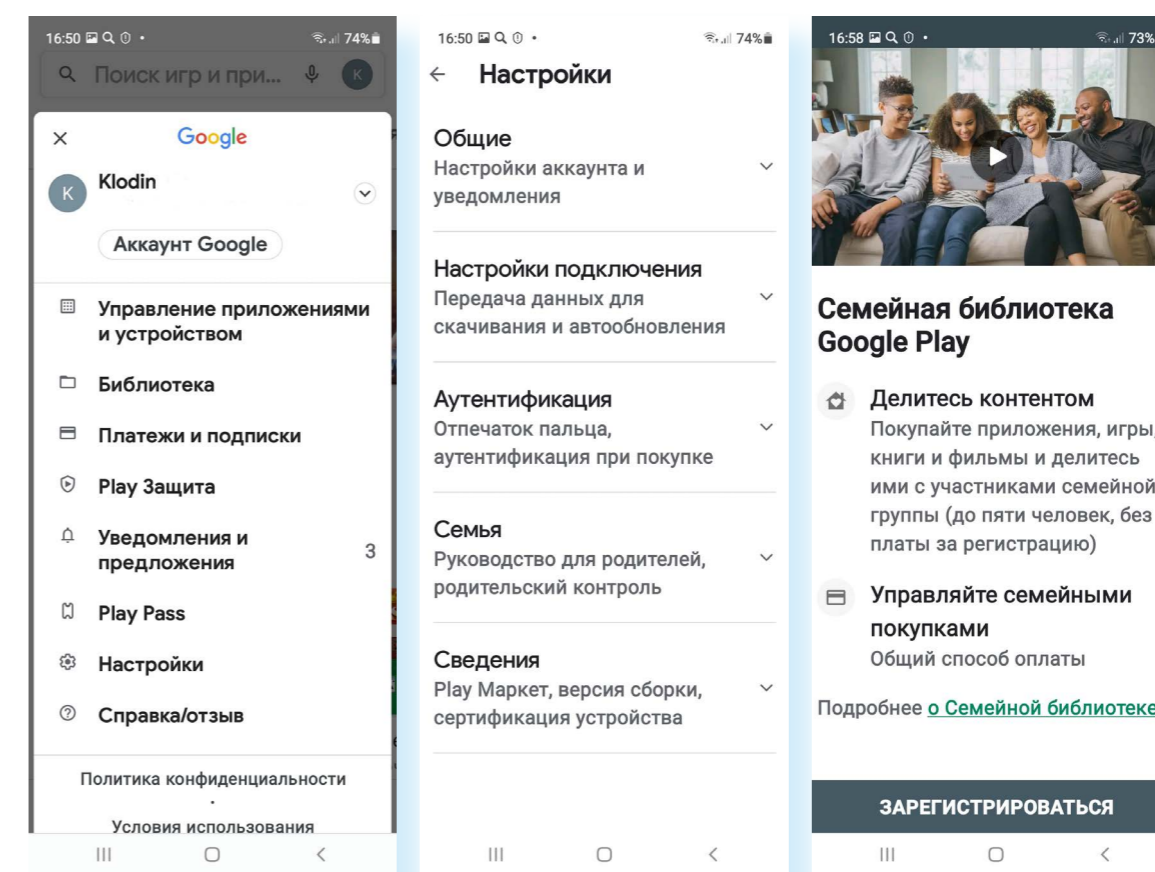 16:50
74%
Поиск игр и при...
K
Google
K
Klodin
Аккаунт Google
Управление приложениями
и устройством
Библиотека
Платежи и подписки
Play Защита
Уведомления и
предложения
3
Play Pass
Настройки
Справка/отзыв
Политика конфиденциальности
·
Условия использования
16:50
74%
Настройки
Общие
Настройки аккаунта и
уведомления
Настройки подключения
Передача данных для
скачивания и автообновления
Аутентификация
Отпечаток пальца,
аутентификация при покупке
Семья
Руководство для родителей,
родительский контроль
Сведения
Play Маркет, версия сборки,
сертификация устройства
16:58
73%
Семейная библиотека
Google Play
Делитесь контентом
Покупайте приложения, игры,
книги и фильмы и делитесь
ими с участниками семейной
группы (до пяти человек, без
платы за регистрацию)
Управляйте семейными
покупками
Общий способ оплаты
Подробнее о Семейной библиотеке
ЗАРЕГИСТРИРОВАТЬСЯ